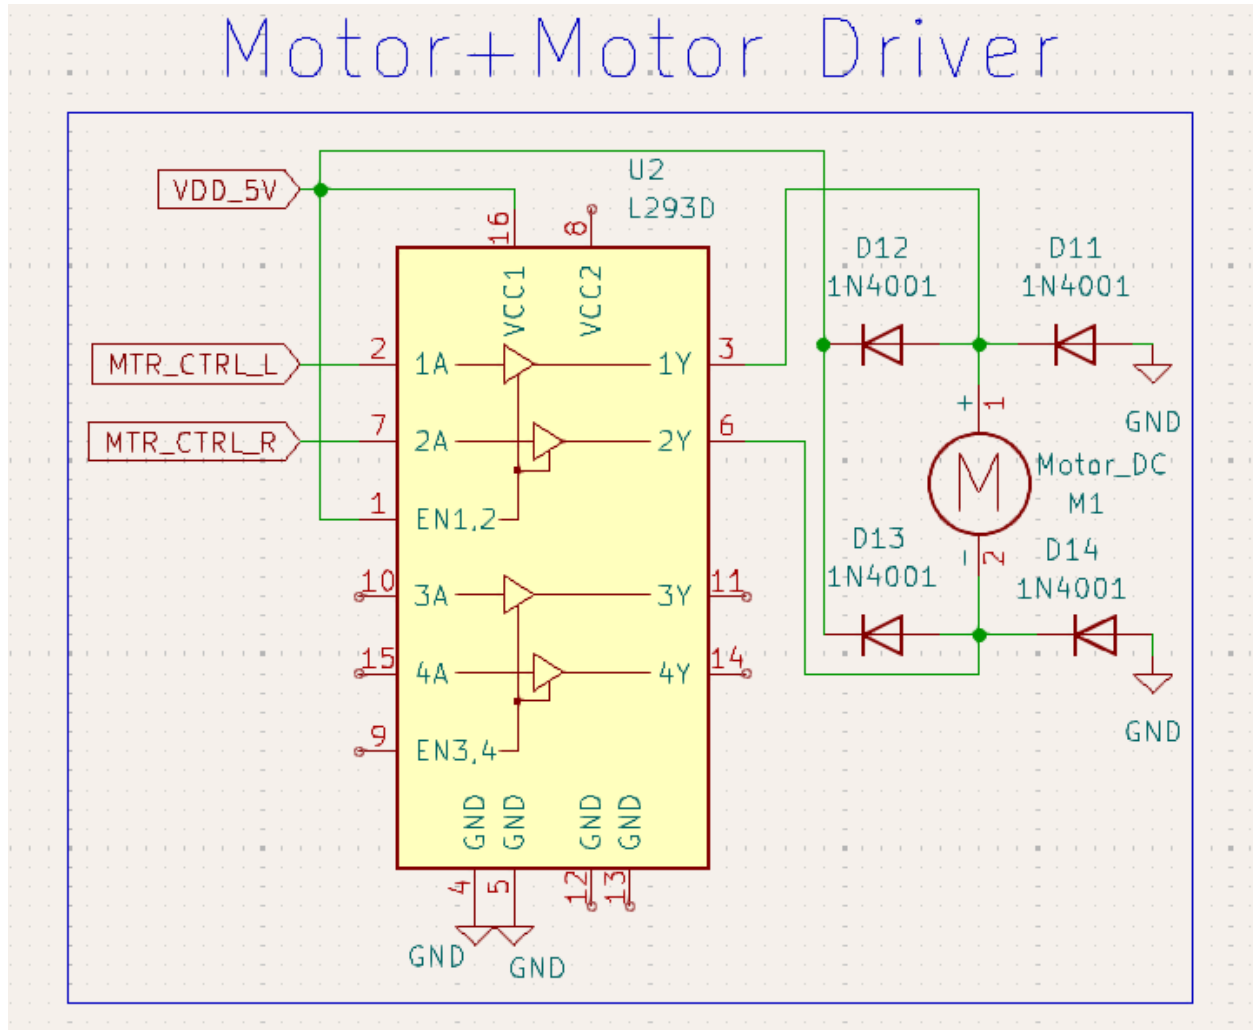 Motor+Motor Driver
VDD_5V
U2
L293D
16
8
VCC1
VCC2
D12
1N4001
D11
1N4001
MTR_CTRL_L
2
1A
1Y
3
MTR_CTRL_R
7
2A
2Y
6
+
1
GND
M
Motor_DC
M1
1
EN1,2
-
2
D13
1N4001
D14
1N4001
10
3A
3Y
11
15
4A
4Y
14
9
EN3,4
GND
GND
GND
GND
GND
4
5
12
13
GND
GND